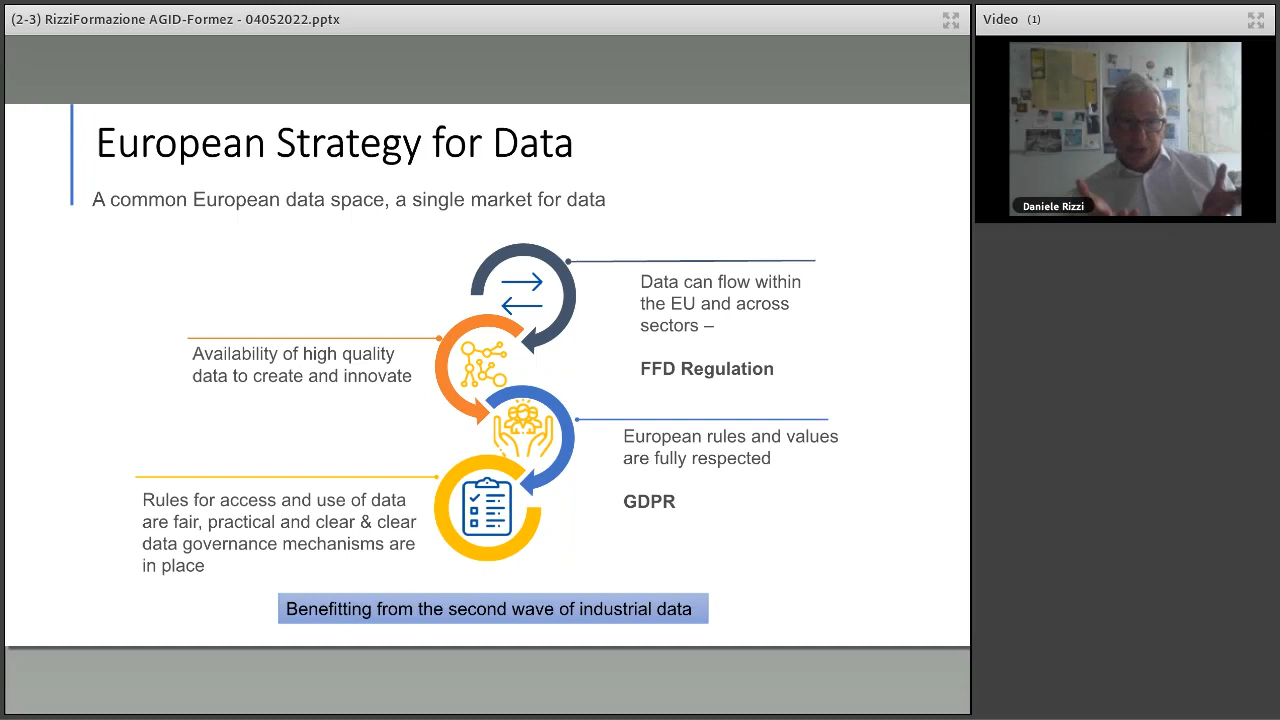 (2-3) RizziFormazione AGID-Formez - 04052022.pptx
Video (1)
Daniele Rizzi
European Strategy for Data
A common European data space, a single market for data
Data can flow within
the EU and across
sectors –
FFD Regulation
Availability of high quality
data to create and innovate
European rules and values
are fully respected
GDPR
Rules for access and use of data
are fair, practical and clear & clear
data governance mechanisms are
in place
Benefitting from the second wave of industrial data